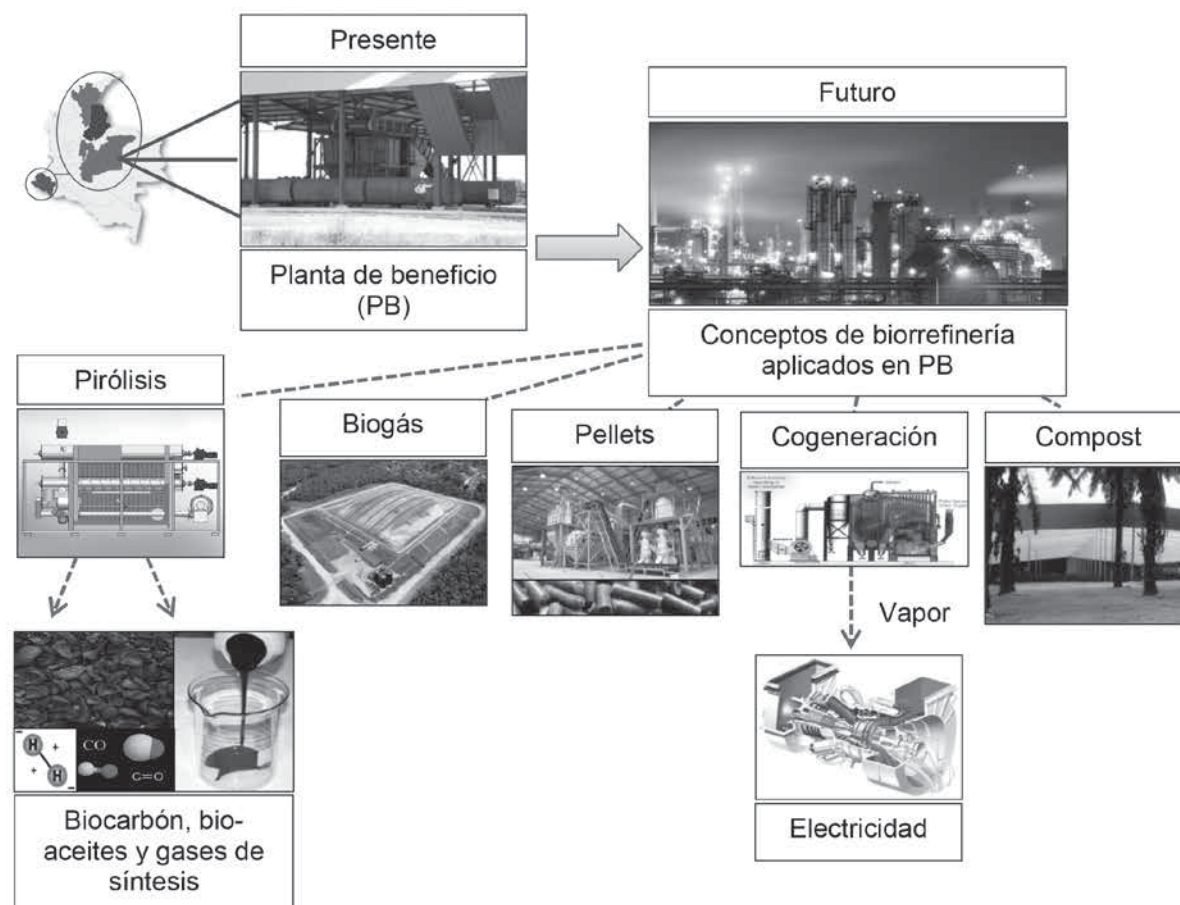 Presente
Planta de beneficio
(PB)
Futuro
Conceptos de biorrefinería
aplicados en PB
Pirólisis
Biogás
Pellets
Cogeneración
Compost
Vapor
H
H
CO
C=O
Biocarbón, bio-
aceites y gases de
síntesis
Electricidad